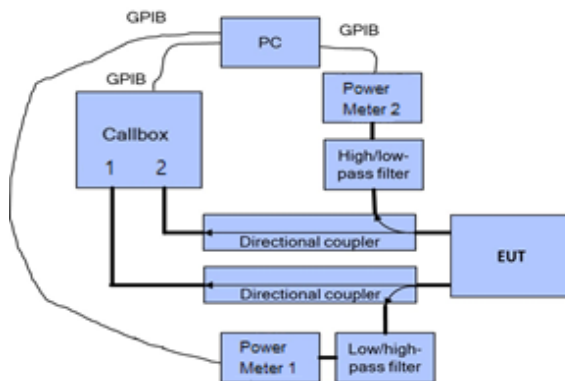 GPIB
PC
GPIB
GPIB
Power
Meter 2
Callbox
1 2
High/low-
pass filter
Directional coupler
EUT
Directional coupler
Power
Meter 1
Low/high-
pass filter